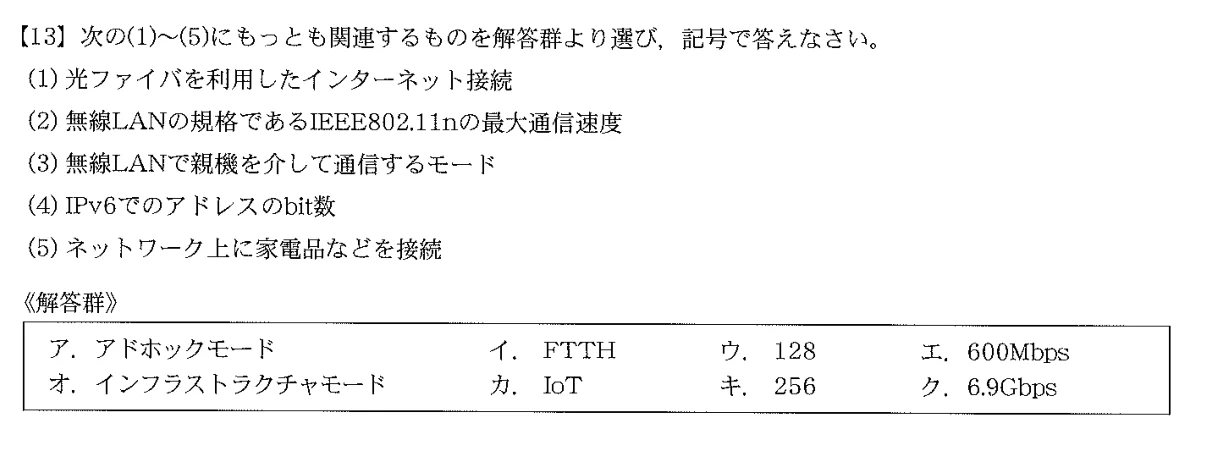 【13】次の(1)～(5)にもっとも関連するものを解答群より選び，記号で答えなさい。
(1) 光ファイバを利用したインターネット接続
(2) 無線LANの規格であるIEEE802.11nの最大通信速度
(3) 無線LANで親機を介して通信するモード
(4) IPv6でのアドレスのbit数
(5) ネットワーク上に家電品などを接続
《解答群》
ア．アドホックモード イ．FTTH ウ．128 エ．600Mbps
オ．インフラストラクチャモード カ．IoT キ．256 ク．6.9Gbps